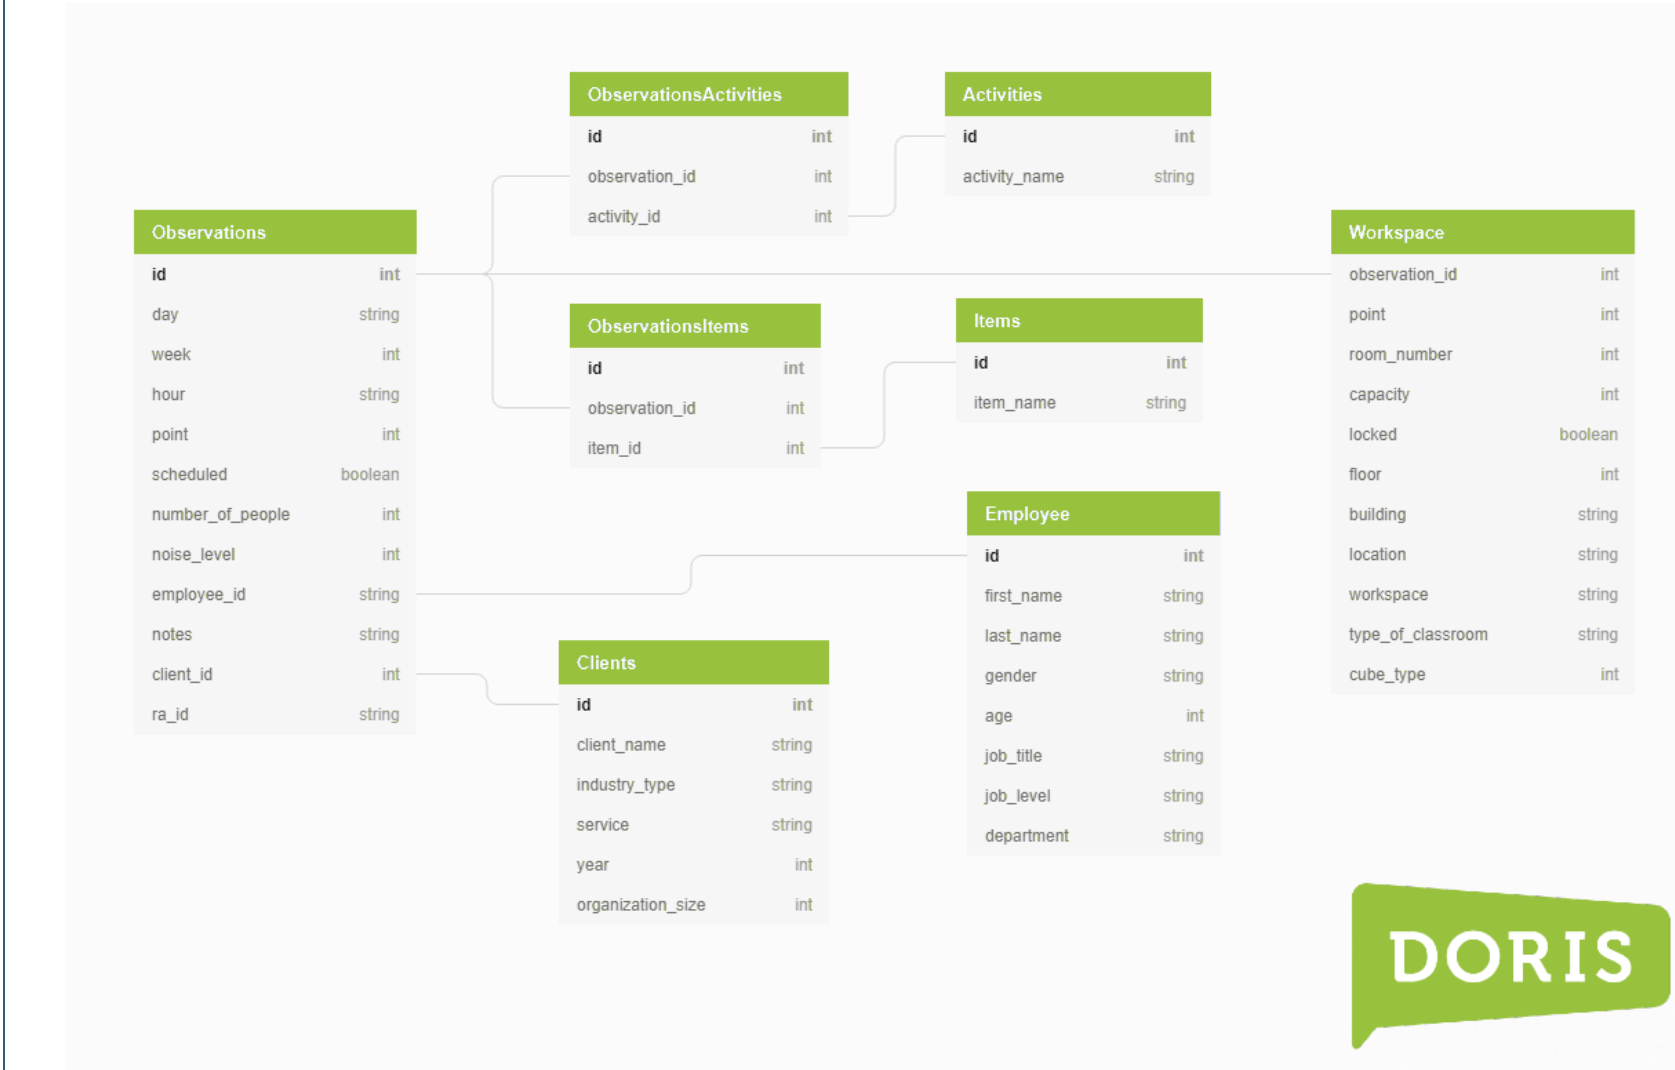 ObservationsActivities
id int
observation_id int
activity_id int
Activities
id int
activity_name string
Observations
id int
day string
week int
hour string
point int
scheduled boolean
number_of_people int
noise_level int
employee_id string
notes string
client_id int
ra_id string
ObservationsItems
id int
observation_id int
item_id int
Items
id int
item_name string
Workspace
observation_id int
point int
room_number int
capacity int
locked boolean
floor int
building string
location string
workspace string
type_of_classroom string
cube_type int
Employee
id int
first_name string
last_name string
gender string
age int
job_title string
job_level string
department string
Clients
id int
client_name string
industry_type string
service string
year int
organization_size int
DORIS